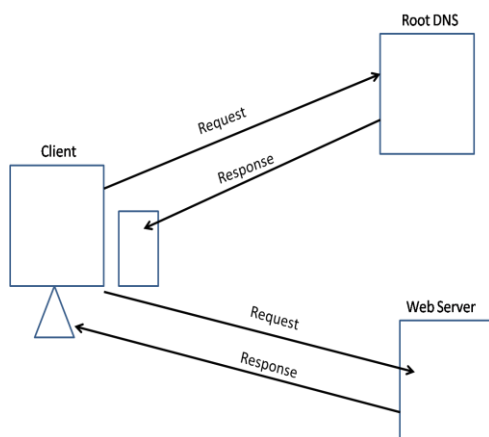 Root DNS
Request
Client
Response
Web Server
Request
Response